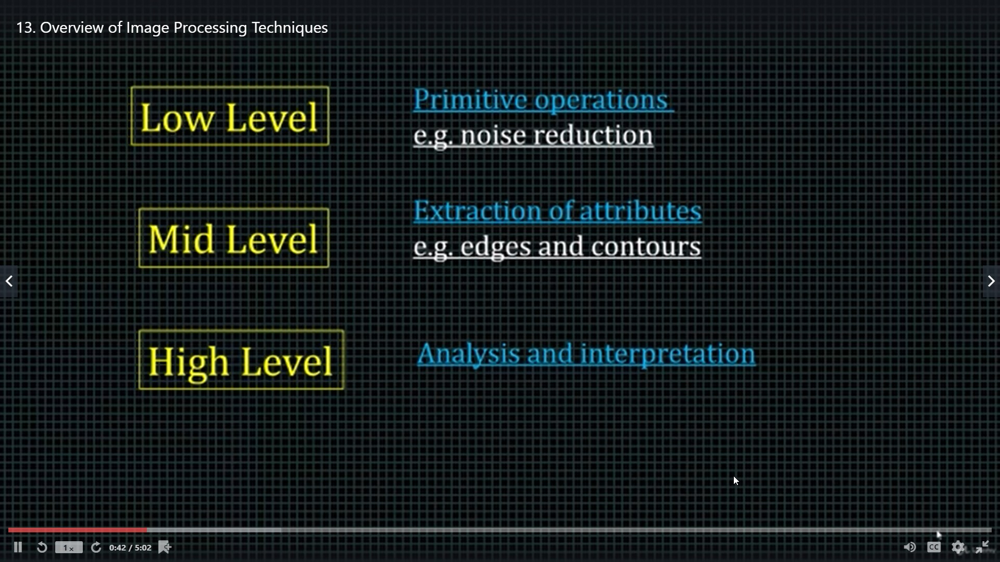 13. Overview of Image Processing Techniques
Low Level
Primitive operations
e.g. noise reduction
Mid Level
Extraction of attributes
e.g. edges and contours
High Level
Analysis and interpretation
1x
0:42 / 5:02
CC